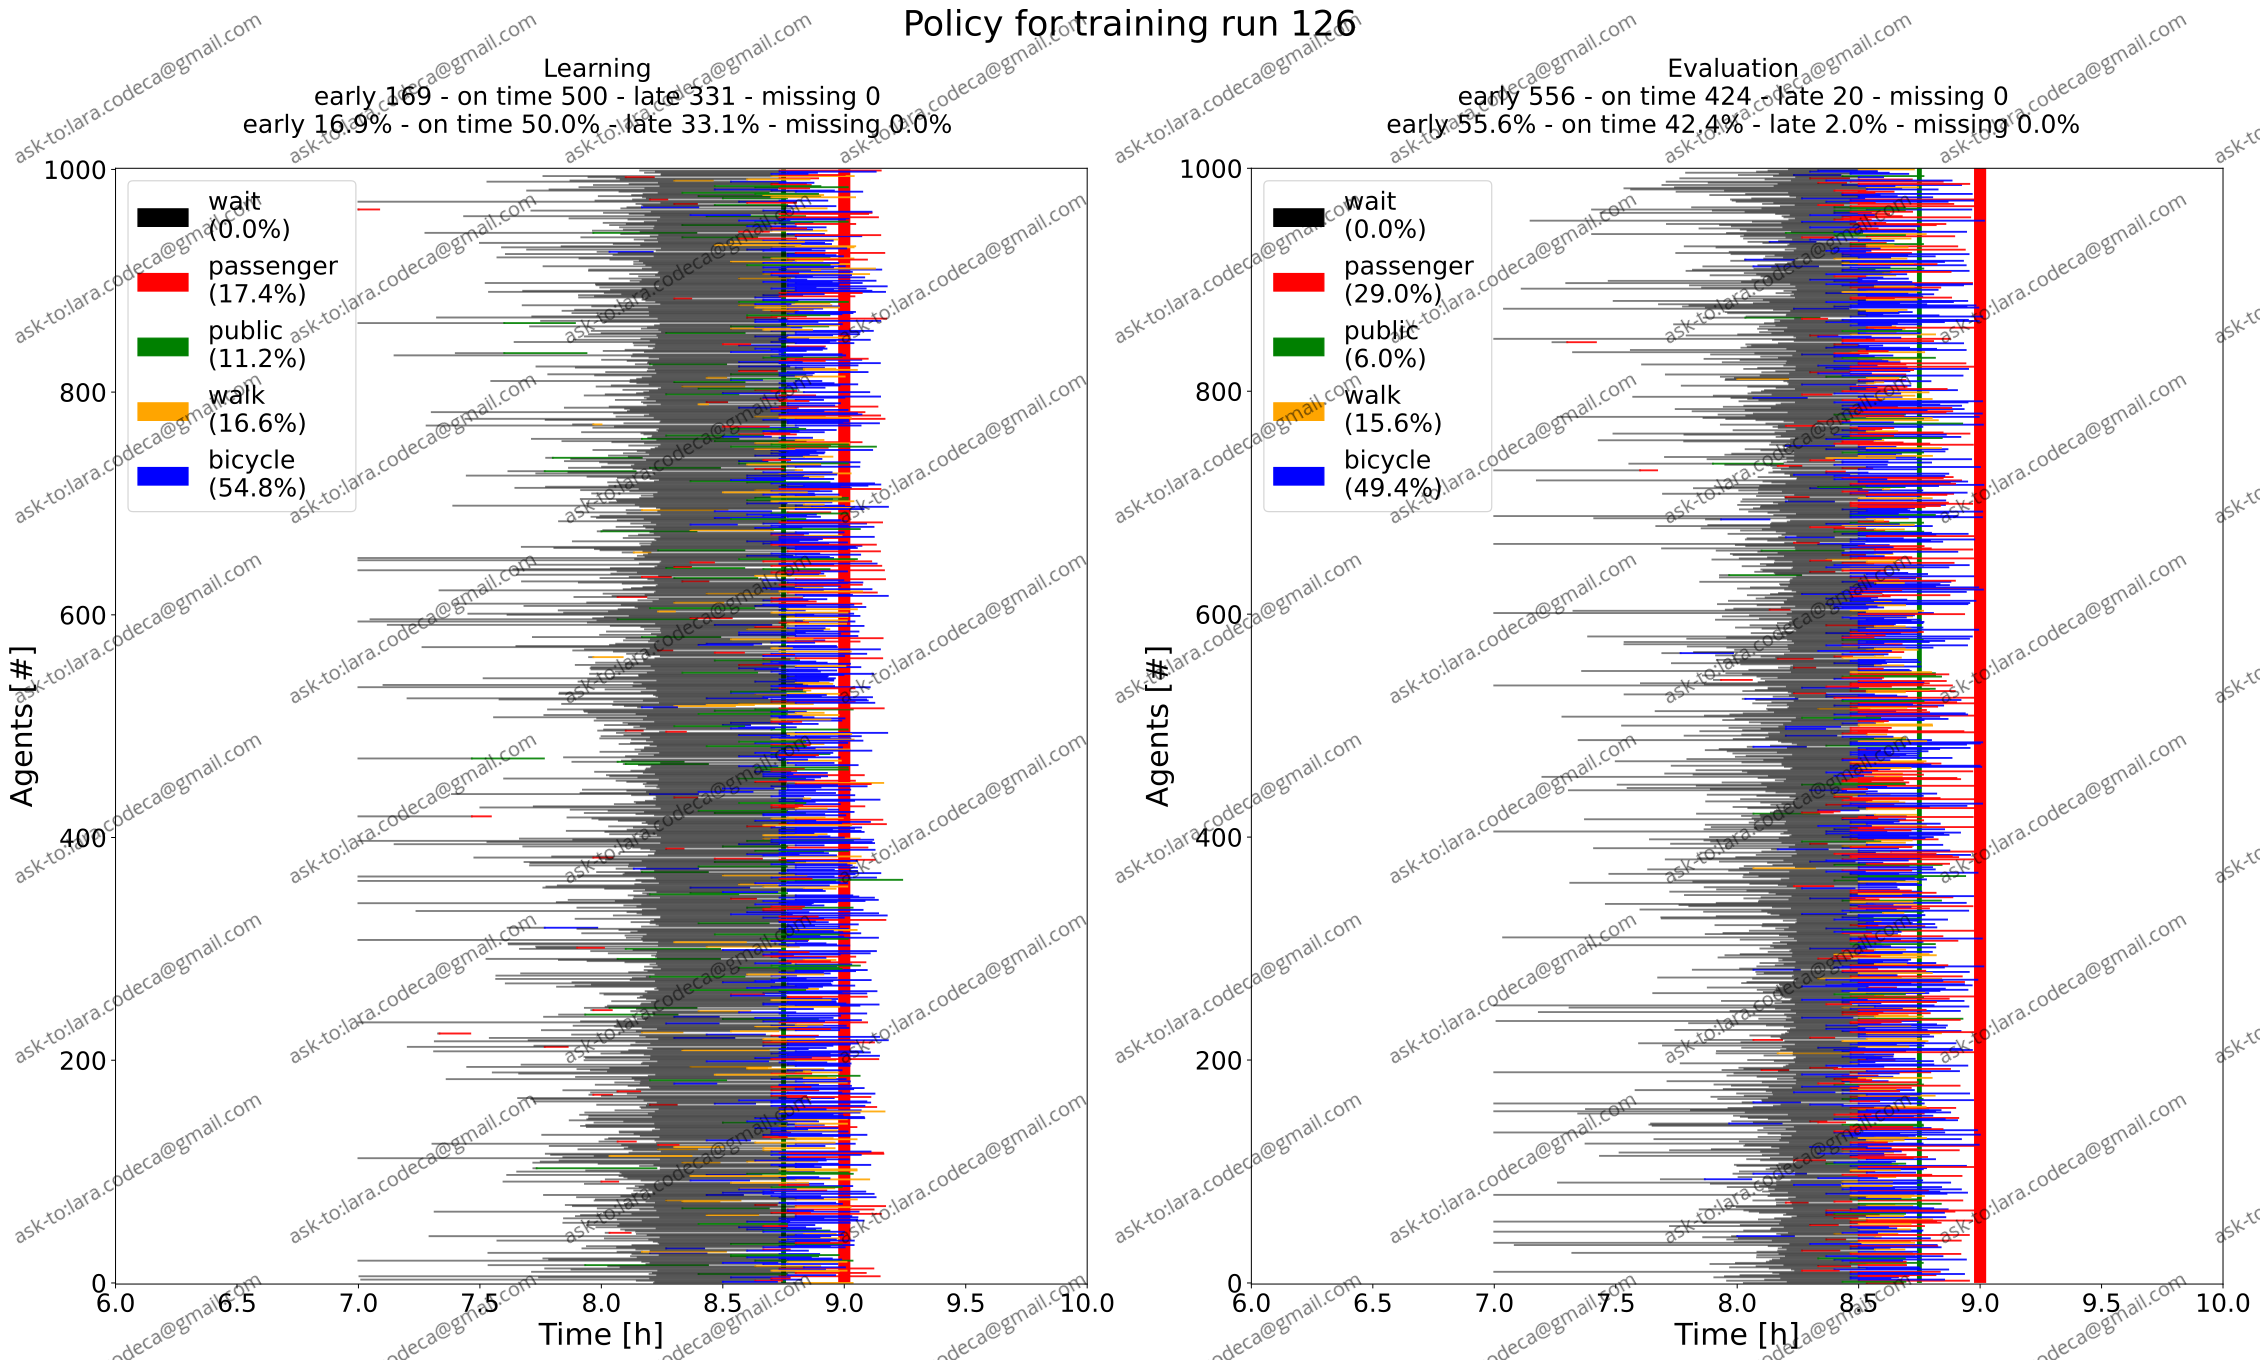 Policy for training run 126
Learning
early 169 - on time 500 - late 331 - missing 0
early 16.9% - on time 50.0% - late 33.1% - missing 0.0%
1000
800
600
400
200
0
Agents [#]
wait
(0.0%)
passenger
(17.4%)
public
(11.2%)
walk
(16.6%)
bicycle
(54.8%)
6.0 6.5 7.0 7.5 8.0 8.5 9.0 9.5 10.0
Time [h]
Evaluation
early 556 - on time 424 - late 20 - missing 0
early 55.6% - on time 42.4% - late 2.0% - missing 0.0%
1000
800
600
400
200
0
Agents [#]
wait
(0.0%)
passenger
(29.0%)
public
(6.0%)
walk
(15.6%)
bicycle
(49.4%)
6.0 6.5 7.0 7.5 8.0 8.5 9.0 9.5 10.0
Time [h]
ask-to:lara.codeca@gmail.com